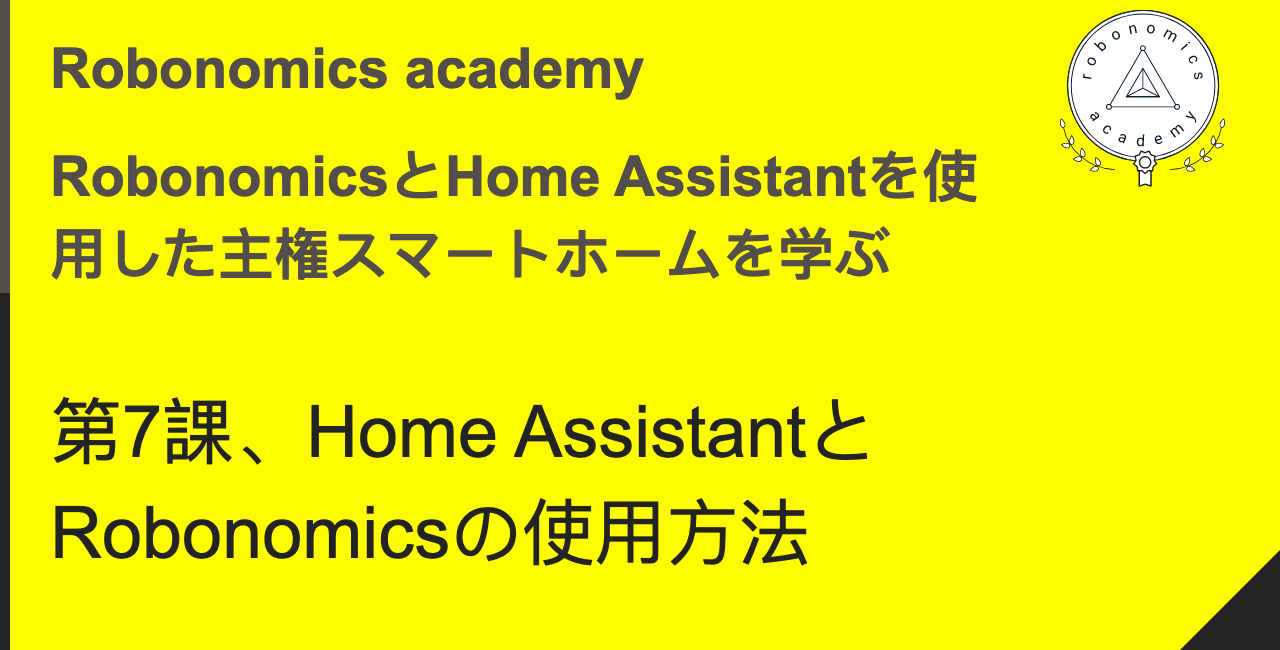 Robonomics academy
RobonomicsとHome Assistantを使
用した主権スマートホームを学ぶ
第7課、Home Assistantと
Robonomicsの使用方法
robonomics
academy